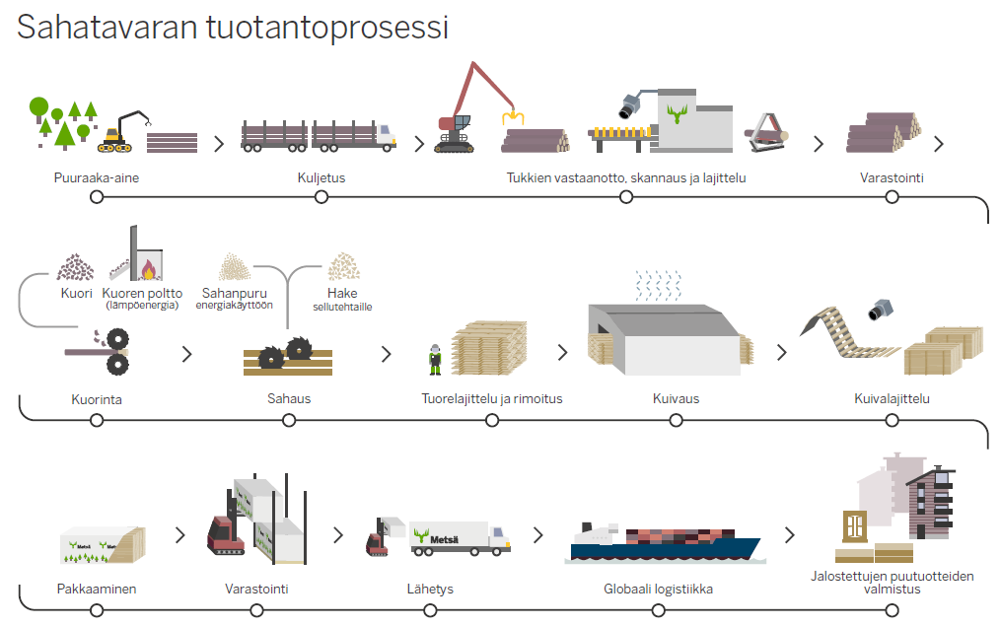 Sahatavaran tuotantoprosessi
Puuraaka-aine
Kuljetus
Tukkien vastaanotto, skannaus ja lajittelu
Varastointi
Kuori
Kuoren poltto
(lämpöenergia)
Sahanpuru
energiakäyttöön
Hake
sellutehtaille
Kuorinta
Sahaus
Tuorelajittelu ja rimoitus
Kuivaus
Kuivalajittelu
Metsä
Metsä
Pakkaaminen
Varastointi
Metsä
Lähetys
Globaali logistiikka
Jalostettujen puutuotteiden
valmistus